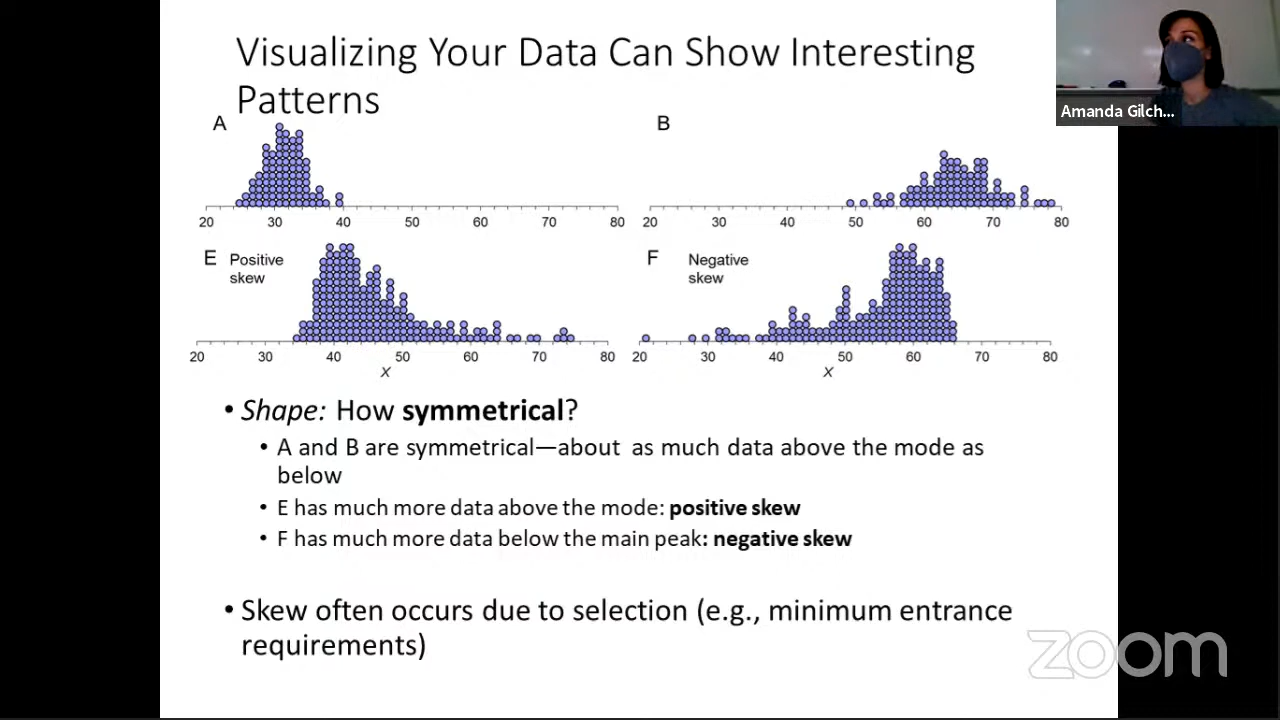 Visualizing Your Data Can Show Interesting
Patterns
Amanda Gilch...
A
B
20 30 40 50 60 70 80
20 30 40 50 60 70 80
E Positive
skew
F Negative
skew
20 30 40 50 60 70 80
20 30 40 50 60 70 80
X
X
• Shape: How symmetrical?
• A and B are symmetrical—about as much data above the mode as
below
• E has much more data above the mode: positive skew
• F has much more data below the main peak: negative skew
• Skew often occurs due to selection (e.g., minimum entrance
requirements)
zoom